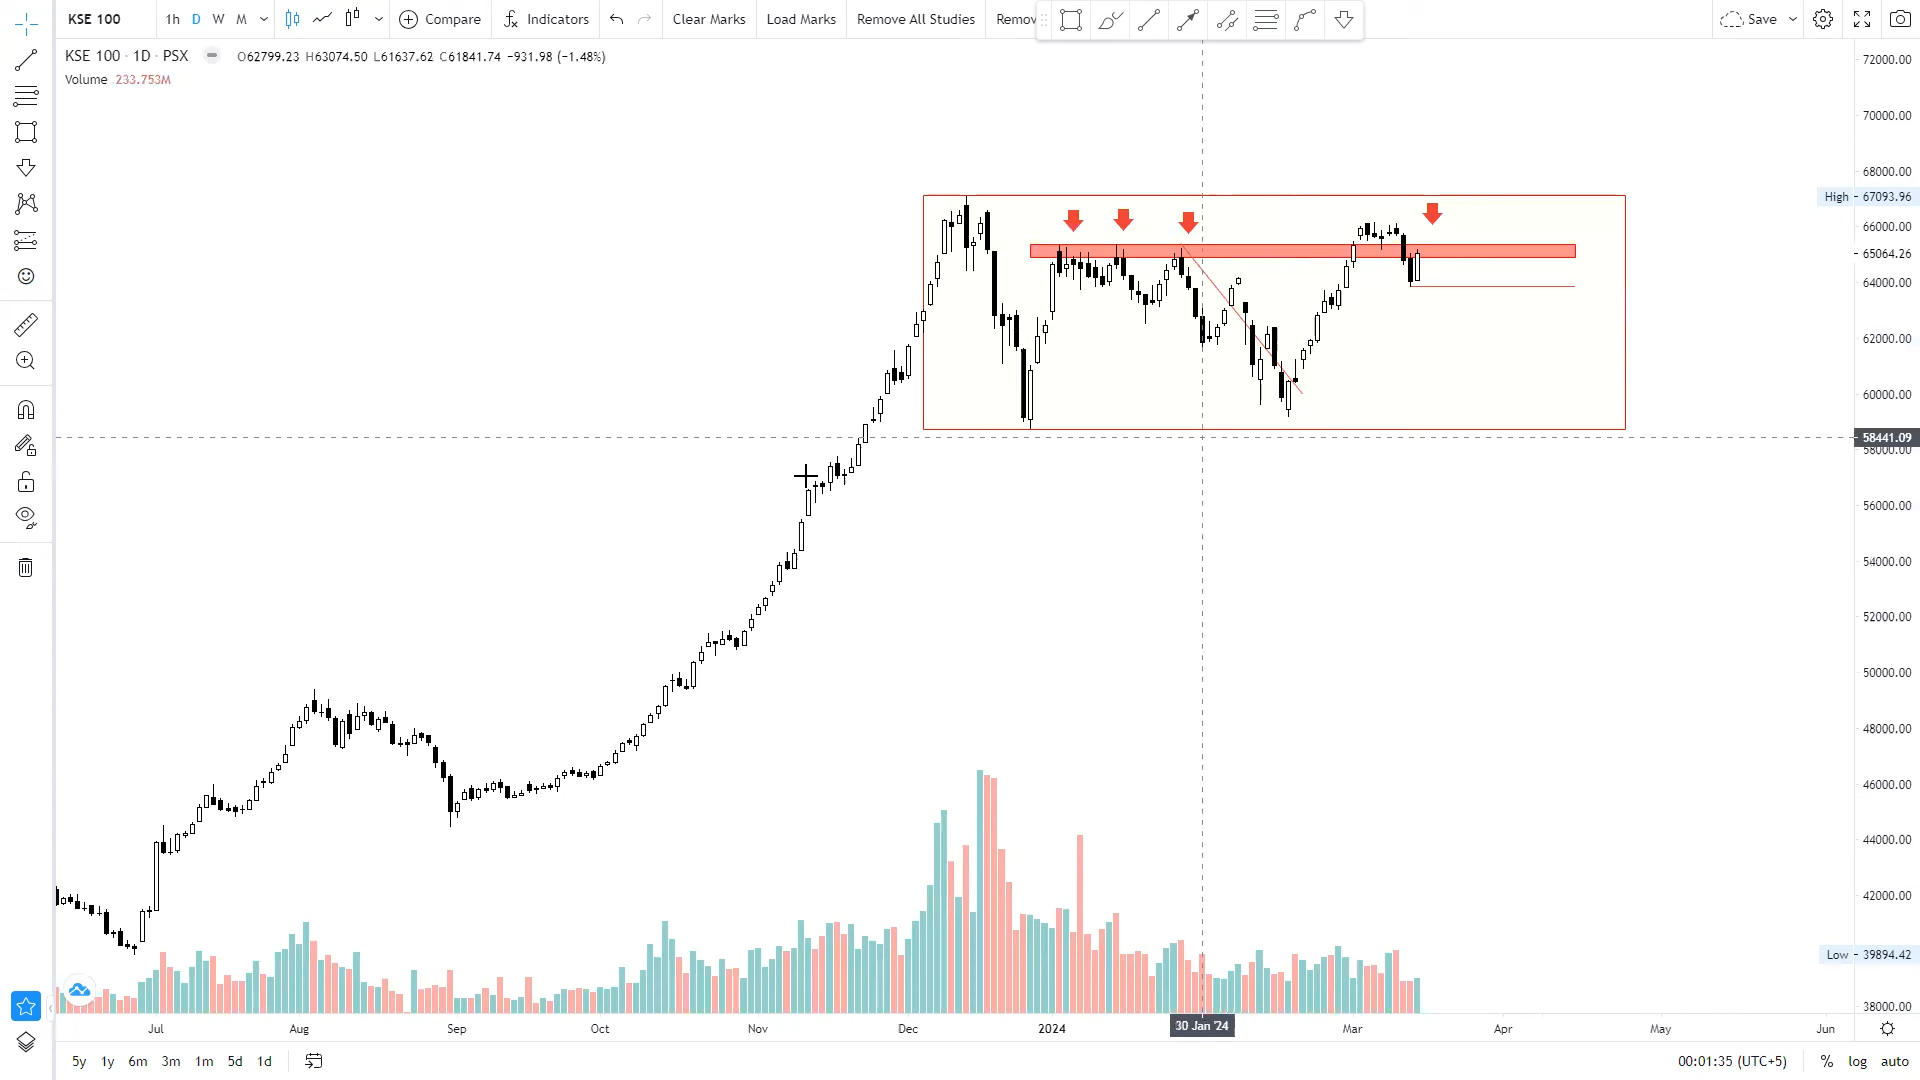 KSE 100 1h D W M Compare Indicators Clear Marks Load Marks Remove All Studies Remov Save
KSE 100 · 1D · PSX O62799.23 H63074.50 L61637.62 C61841.74 −931.98 (−1.48%)
Volume 233.753M
72000.00
70000.00
68000.00
High 67093.96
66000.00
65064.26
64000.00
62000.00
60000.00
58441.09
58000.00
56000.00
54000.00
52000.00
50000.00
48000.00
46000.00
44000.00
42000.00
Low 39894.42
38000.00
Jul Aug Sep Oct Nov Dec 2024 30 Jan '24 Mar Apr May Jun
5y 1y 6m 3m 1m 5d 1d 00:01:35 (UTC+5) % log auto